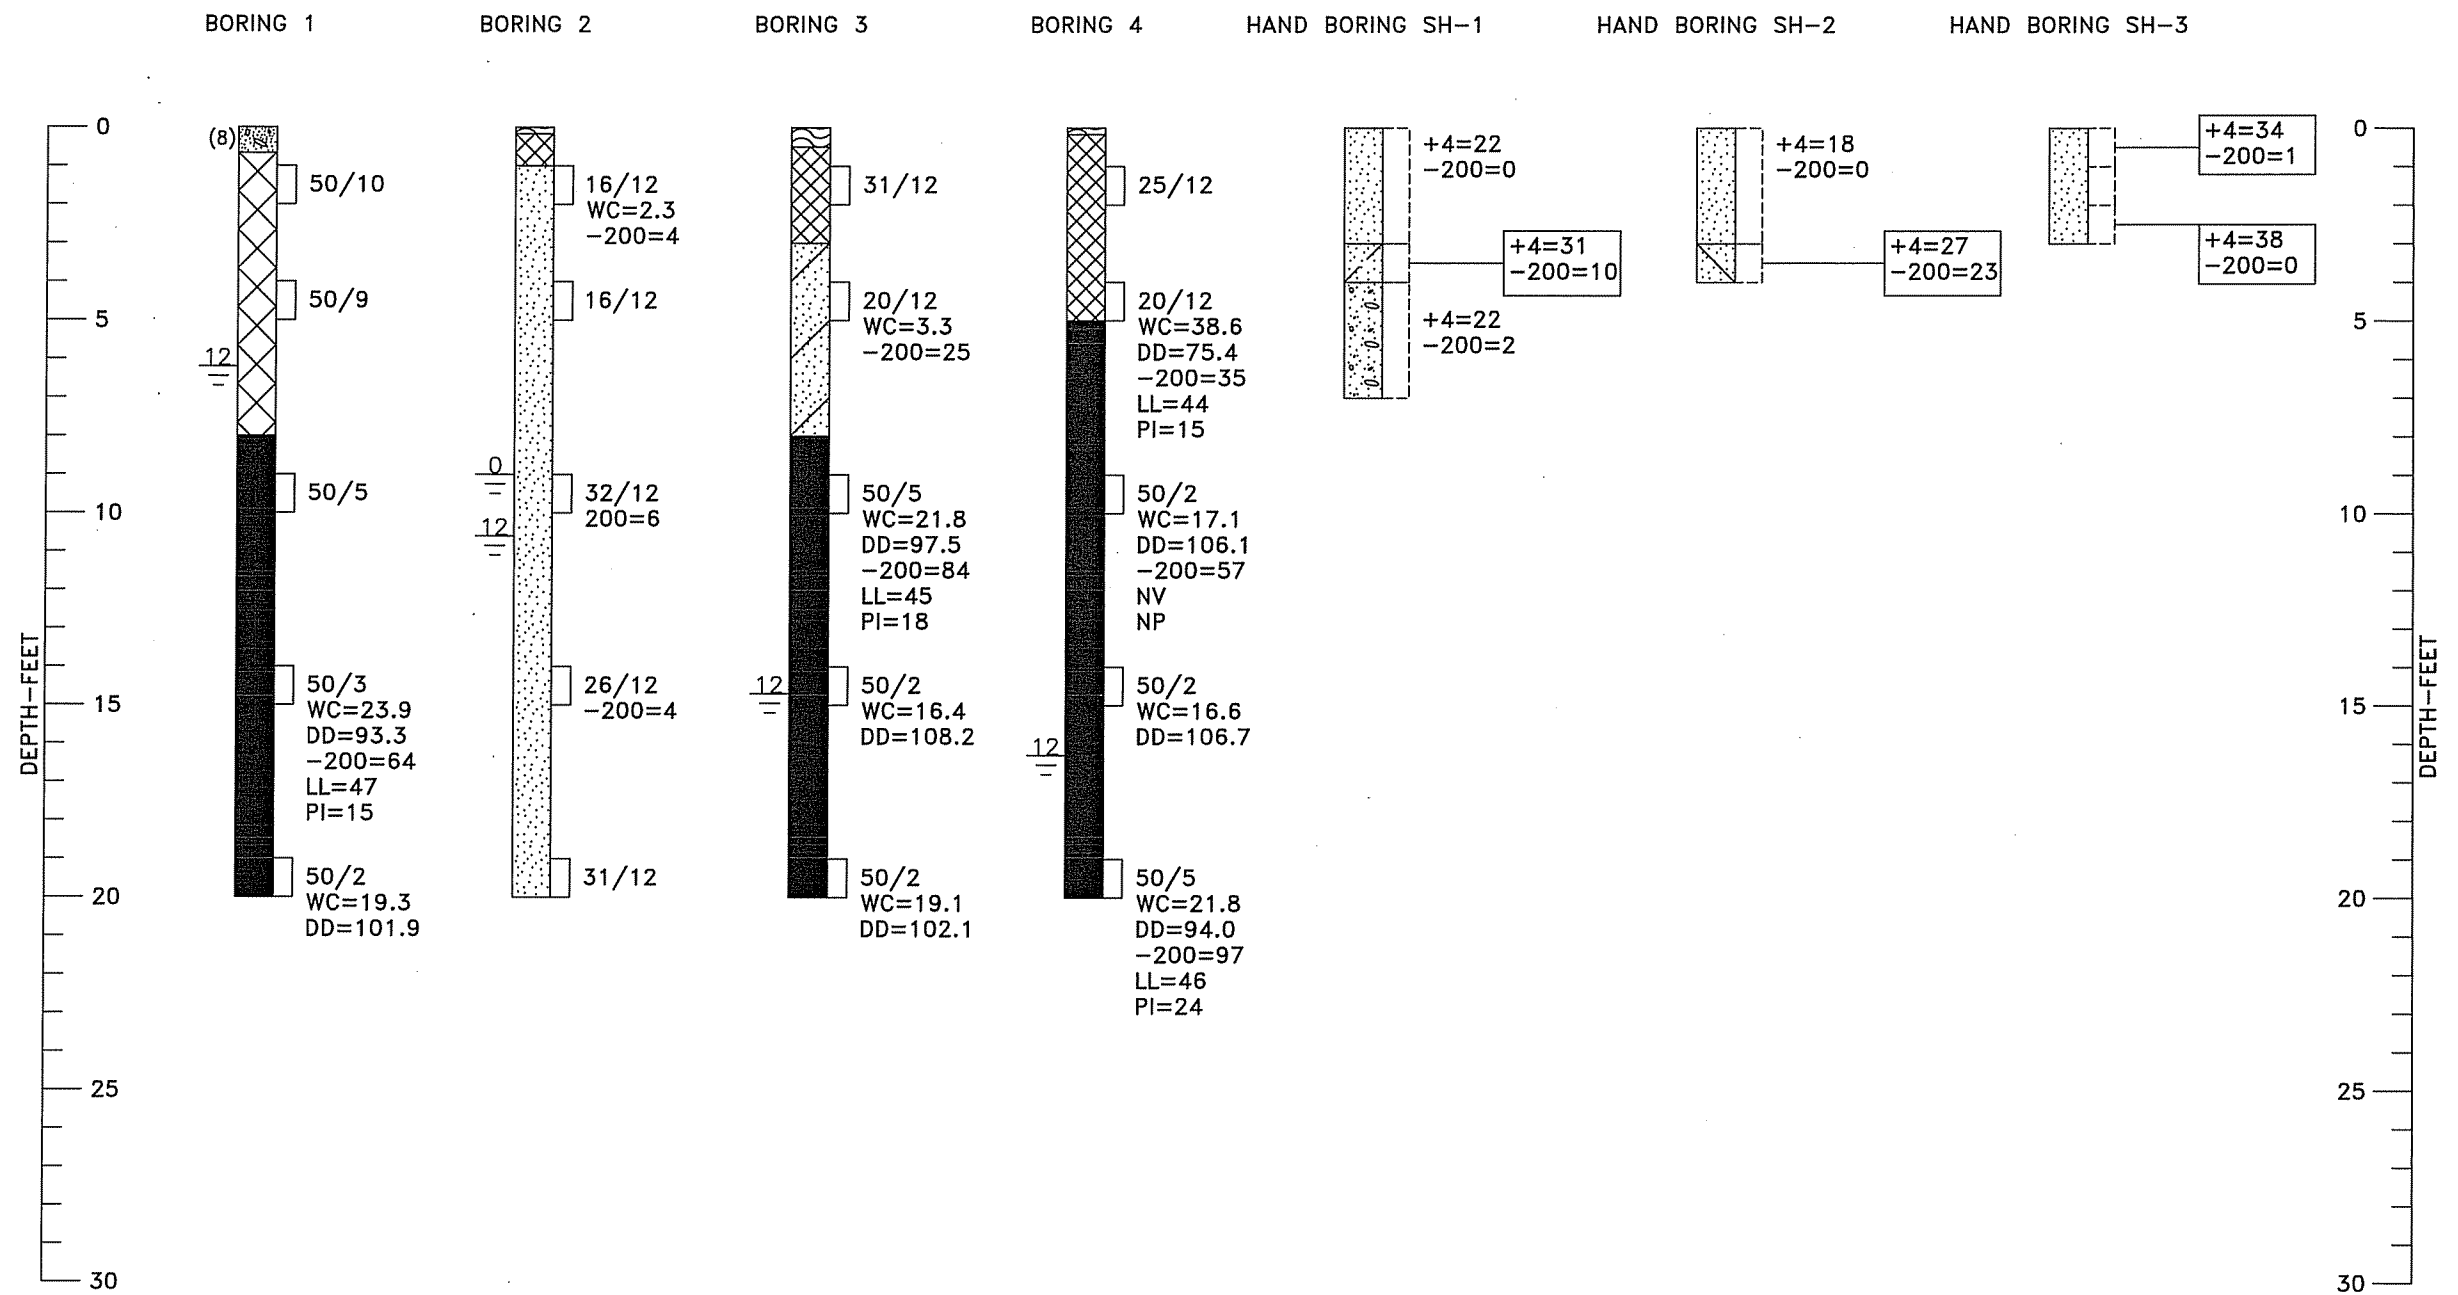 BORING 1
BORING 2
BORING 3
BORING 4
HAND BORING SH-1
HAND BORING SH-2
HAND BORING SH-3
DEPTH-FEET
0
5
10
15
20
25
30
(8)
50/10
50/9
12
50/5
50/3
WC=23.9
DD=93.3
-200=64
LL=47
PI=15
50/2
WC=19.3
DD=101.9
16/12
WC=2.3
-200=4
16/12
0
32/12
200=6
12
26/12
-200=4
31/12
31/12
20/12
WC=3.3
-200=25
50/5
WC=21.8
DD=97.5
-200=84
LL=45
PI=18
12
50/2
WC=16.4
DD=108.2
50/2
WC=19.1
DD=102.1
25/12
20/12
WC=38.6
DD=75.4
-200=35
LL=44
PI=15
50/2
WC=17.1
DD=106.1
-200=57
NV
NP
50/2
WC=16.6
DD=106.7
12
50/5
WC=21.8
DD=94.0
-200=97
LL=46
PI=24
+4=22
-200=0
+4=31
-200=10
+4=22
-200=2
+4=18
-200=0
+4=27
-200=23
+4=34
-200=1
+4=38
-200=0
0
5
10
15
20
25
30
DEPTH-FEET